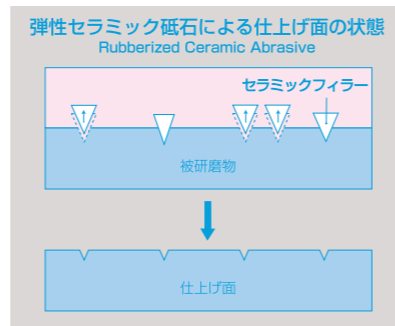 弾性セラミック砥石による仕上げ面の状態
Rubberized Ceramic Abrasive
セラミックフィラー
被研磨物
仕上げ面